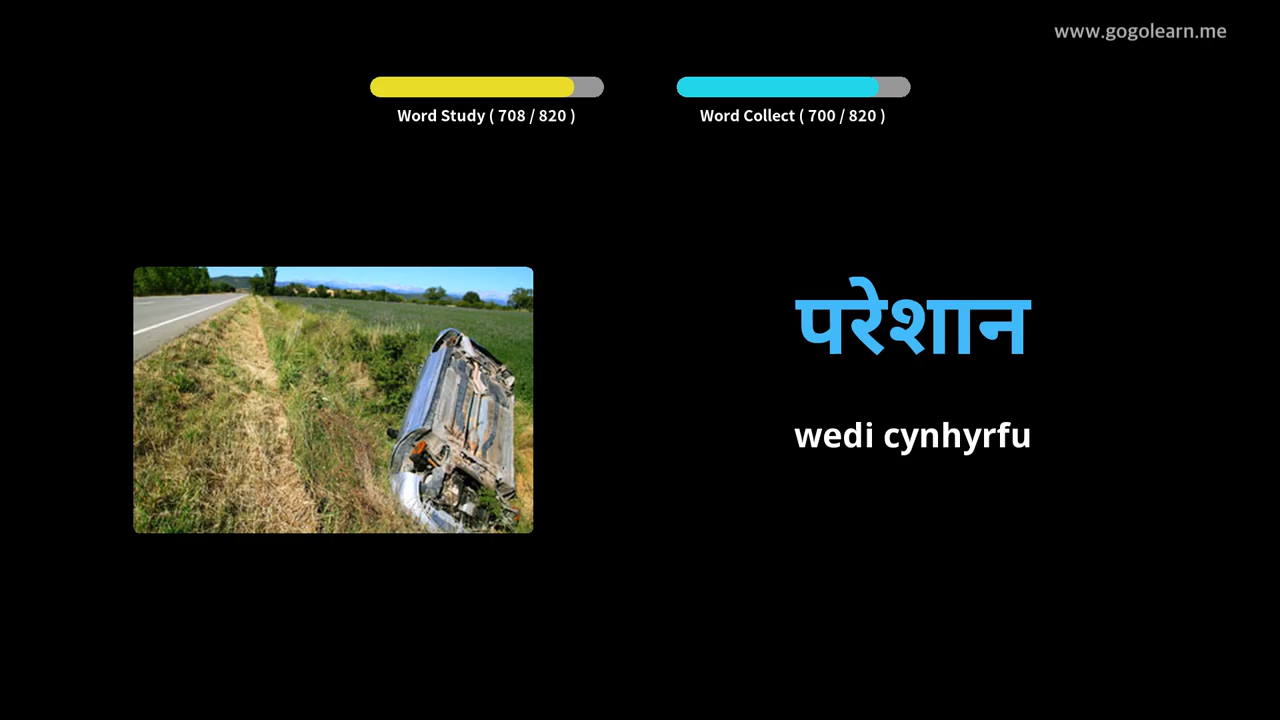 www.gogolearn.me
Word Study ( 708 / 820 )
Word Collect ( 700 / 820 )
परेशान
wedi cynhyrfu